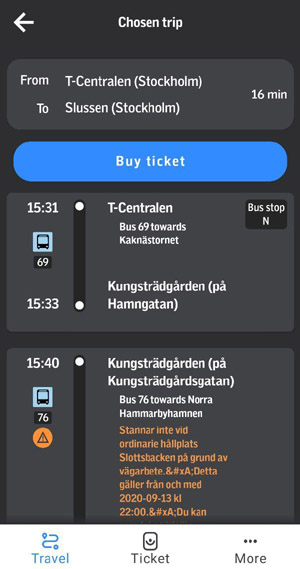 Chosen trip
From T-Centralen (Stockholm)
To Slussen (Stockholm)
16 min
Buy ticket
15:31 T-Centralen
Bus stop
N
Bus 69 towards
Kaknästornet
69
Kungsträdgården (på
15:33 Hamngatan)
15:40 Kungsträdgården (på
Kungsträdgårdsgatan)
Bus 76 towards Norra
Hammarbyhamnen
76
Stannar inte vid
ordinarie hållplats
Slottsbacken på grund av
vägarbete.&#xA;Detta
gäller från och med
2020-09-13 kl
22:00.&#xA;Du kan
Travel Ticket More